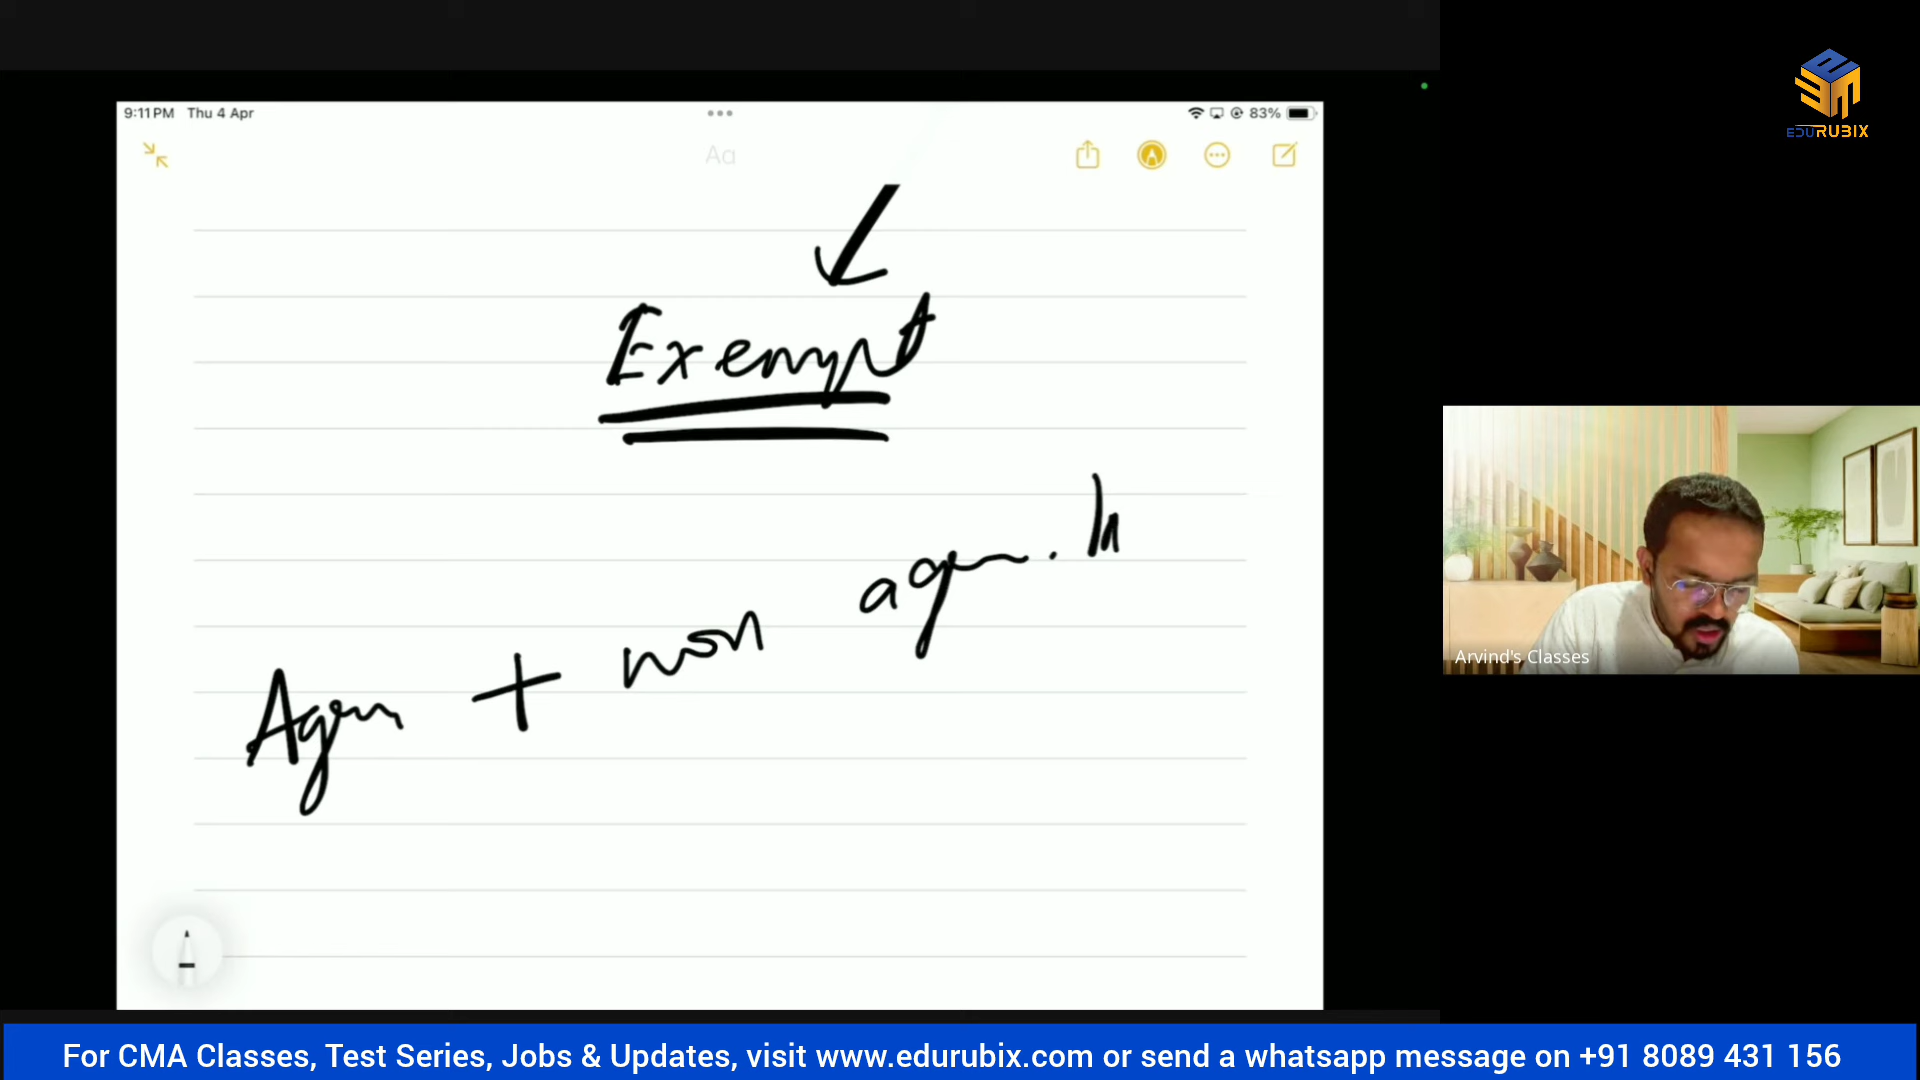 9:11 PM Thu 4 Apr
83%
Aa
EDURUBIX
Exempt
Agri + non agri. In
Arvind's Classes
For CMA Classes, Test Series, Jobs & Updates, visit www.edurubix.com or send a whatsapp message on +91 8089 431 156